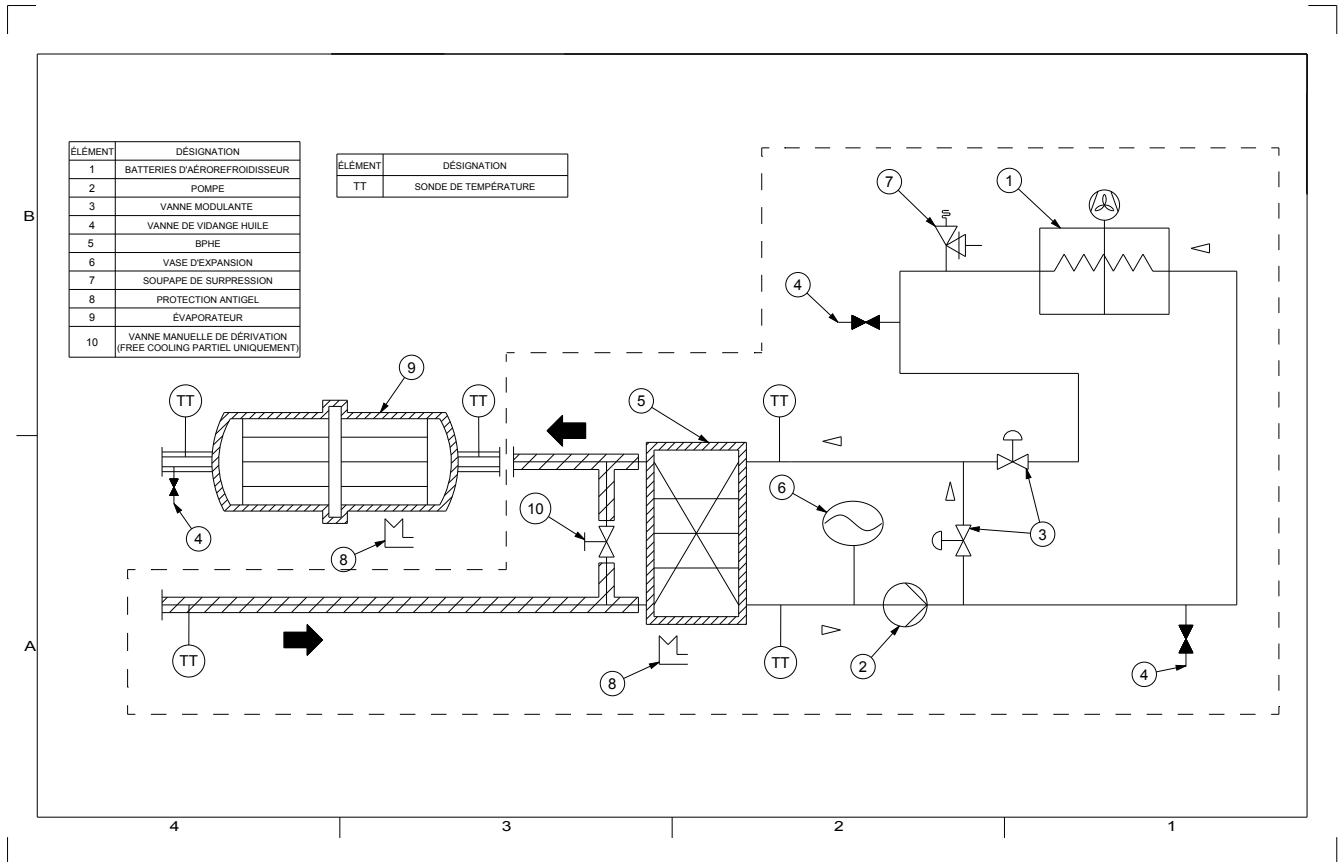 ÉLÉMENT DÉSIGNATION
1 BATTERIES D'AÉROREFROIDISSEUR
2 POMPE
3 VANNE MODULANTE
4 VANNE DE VIDANGE HUILE
5 BPHE
6 VASE D'EXPANSION
7 SOUPAPE DE SURPRESSION
8 PROTECTION ANTIGEL
9 ÉVAPORATEUR
10 VANNE MANUELLE DE DÉRIVATION
(FREE COOLING PARTIEL UNIQUEMENT)
ÉLÉMENT DÉSIGNATION
TT SONDE DE TEMPÉRATURE
7
1
B
4
9
TT
TT
5
TT
6
10
3
4
8
A
TT
8
TT
2
4
4
3
2
1